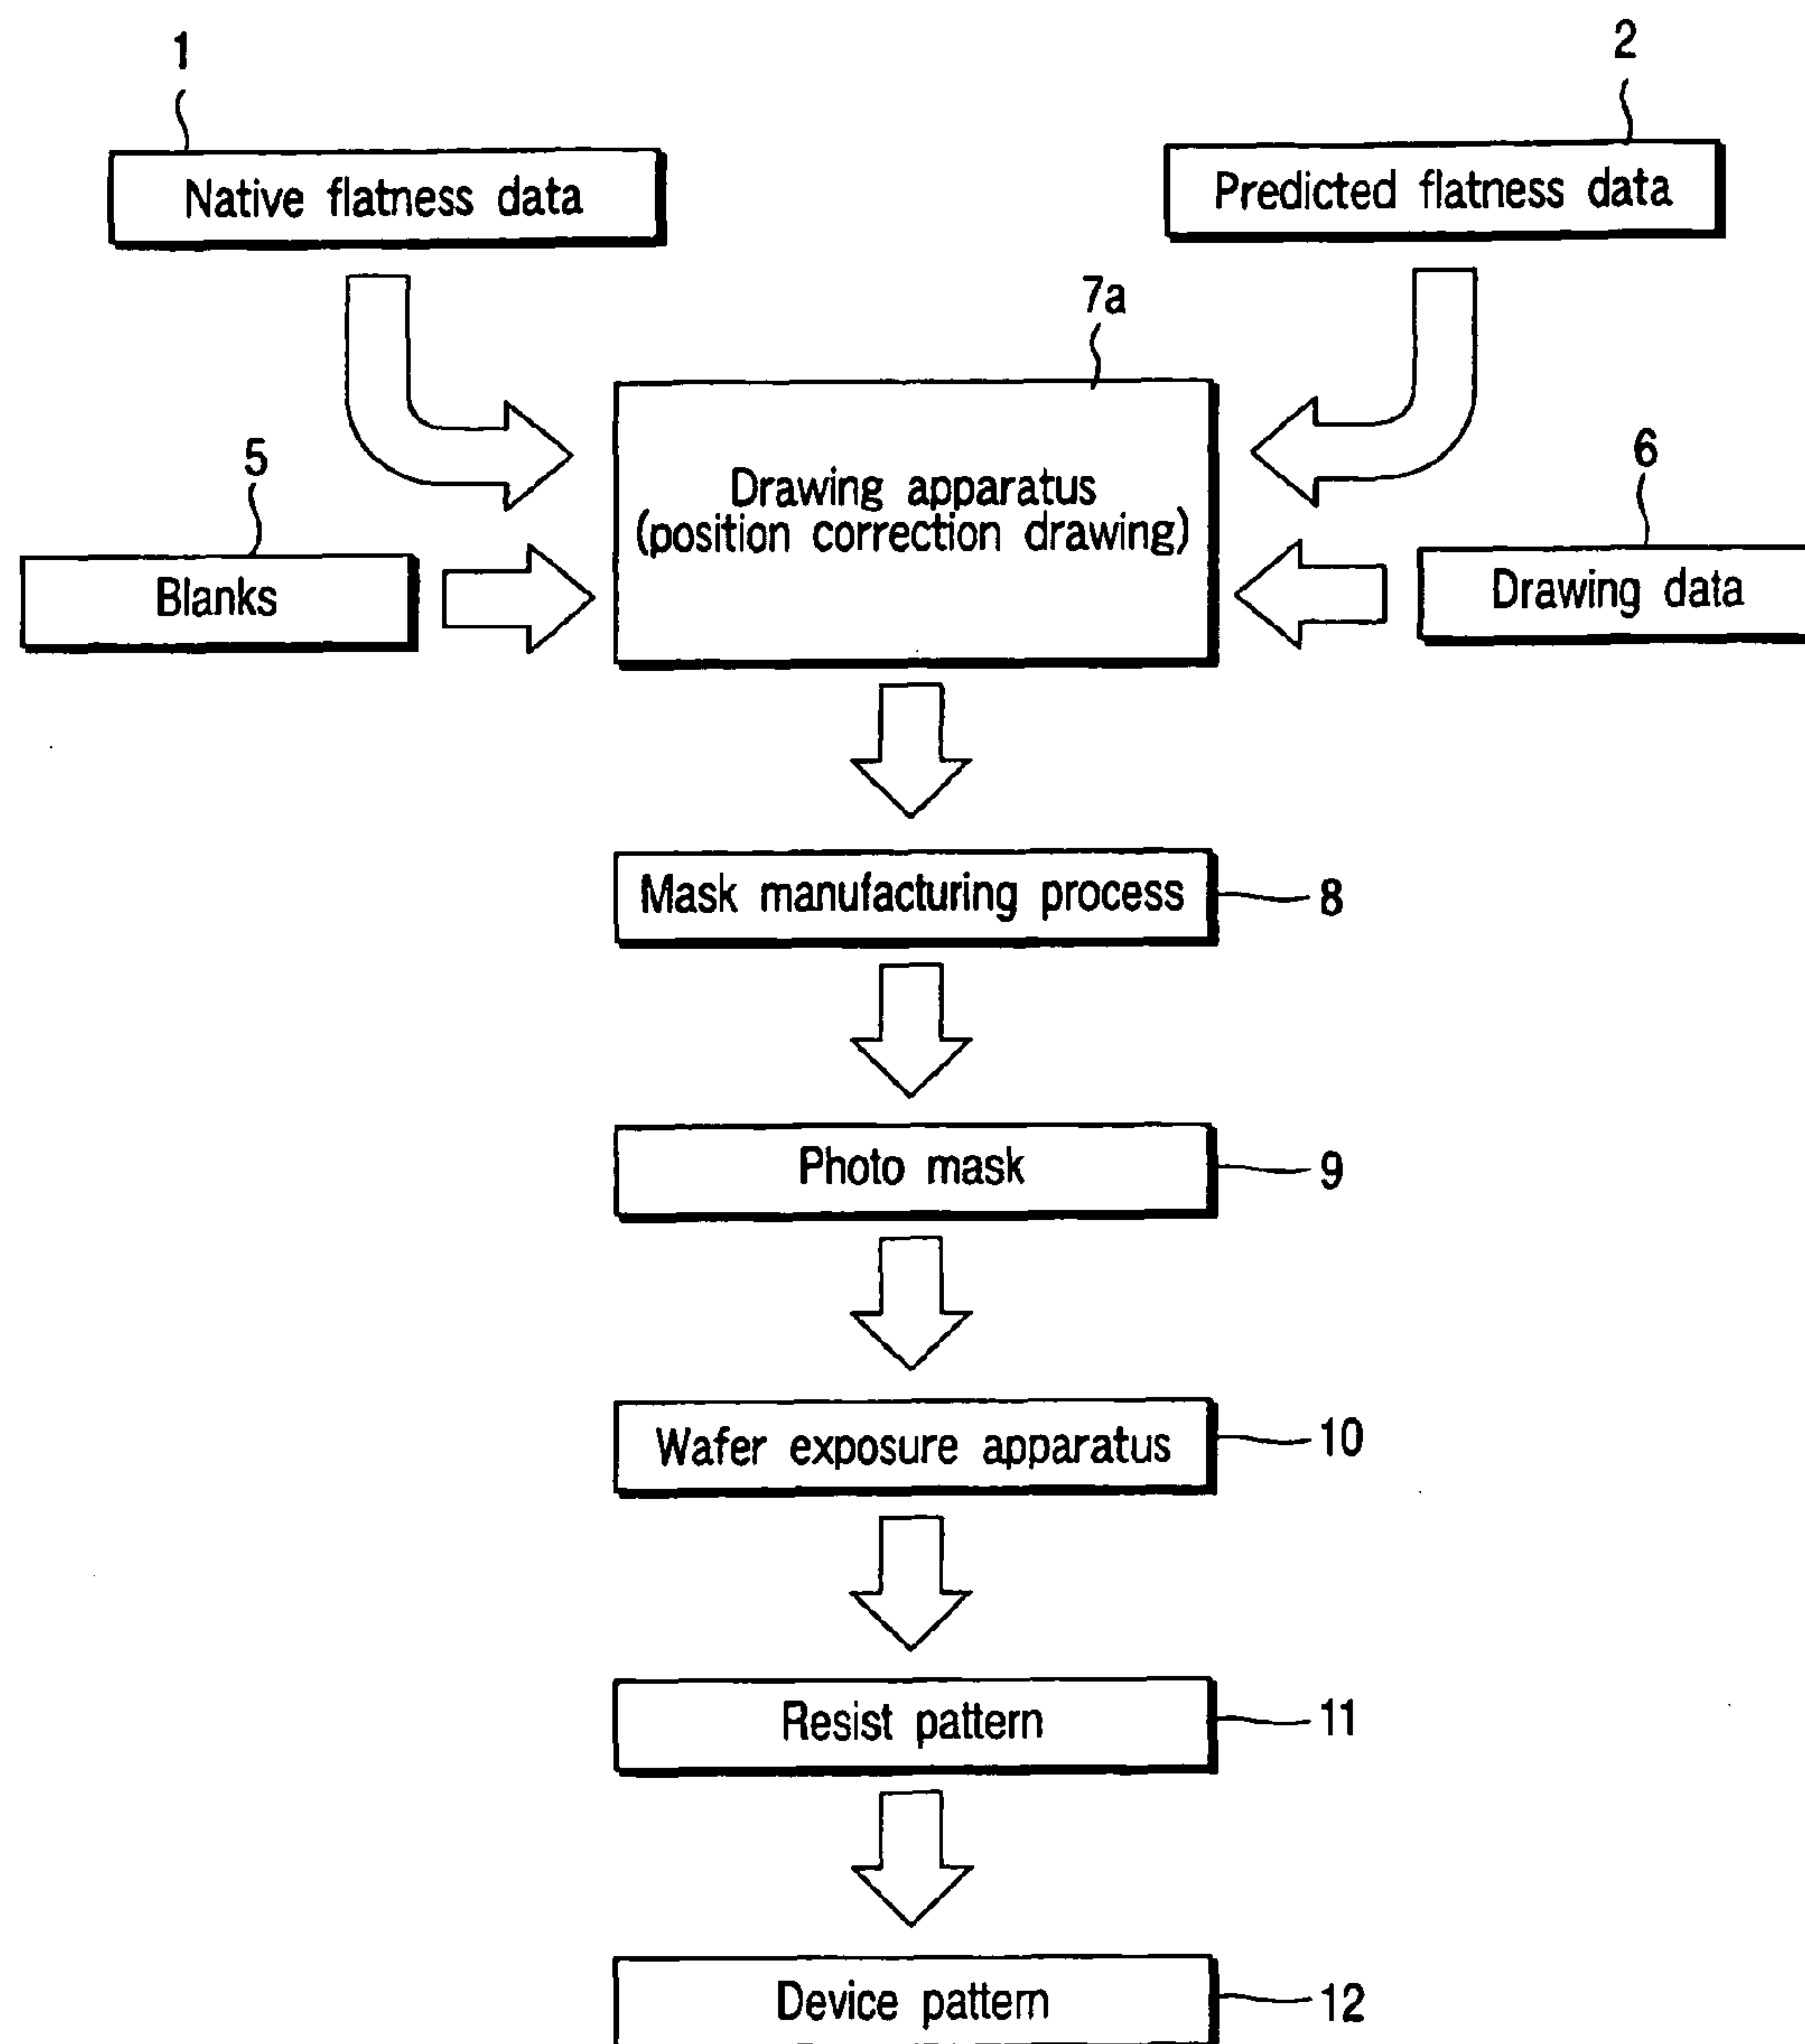 1
2
Native flatness data
Predicted flatness data
7a
5
6
Drawing apparatus
(position correction drawing)
Blanks
Drawing data
Mask manufacturing process
8
Photo mask
9
Wafer exposure apparatus
10
Resist pattern
11
Device pattern
12